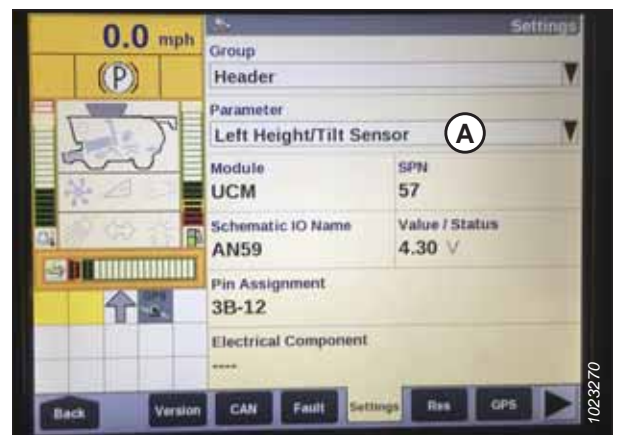 0.0 mph
Settings
Group
Header
(P)
Parameter
Left Height/Tilt Sensor
A
Module
SPN
UCM
57
Schematic IO Name
Value / Status
AN59
4.30 V
Pin Assignment
3B-12
Electrical Component
----
Back
Version
CAN
Fault
Settings
Res
GPS
1023270